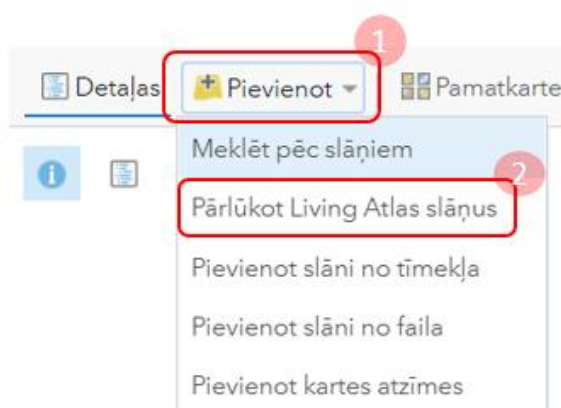 1
Detaļas Pievienot Pamatkarte
Meklēt pēc slāņiem
2
Pārlūkot Living Atlas slāņus
Pievienot slāni no tīmekļa
Pievienot slāni no faila
Pievienot kartes atzīmes